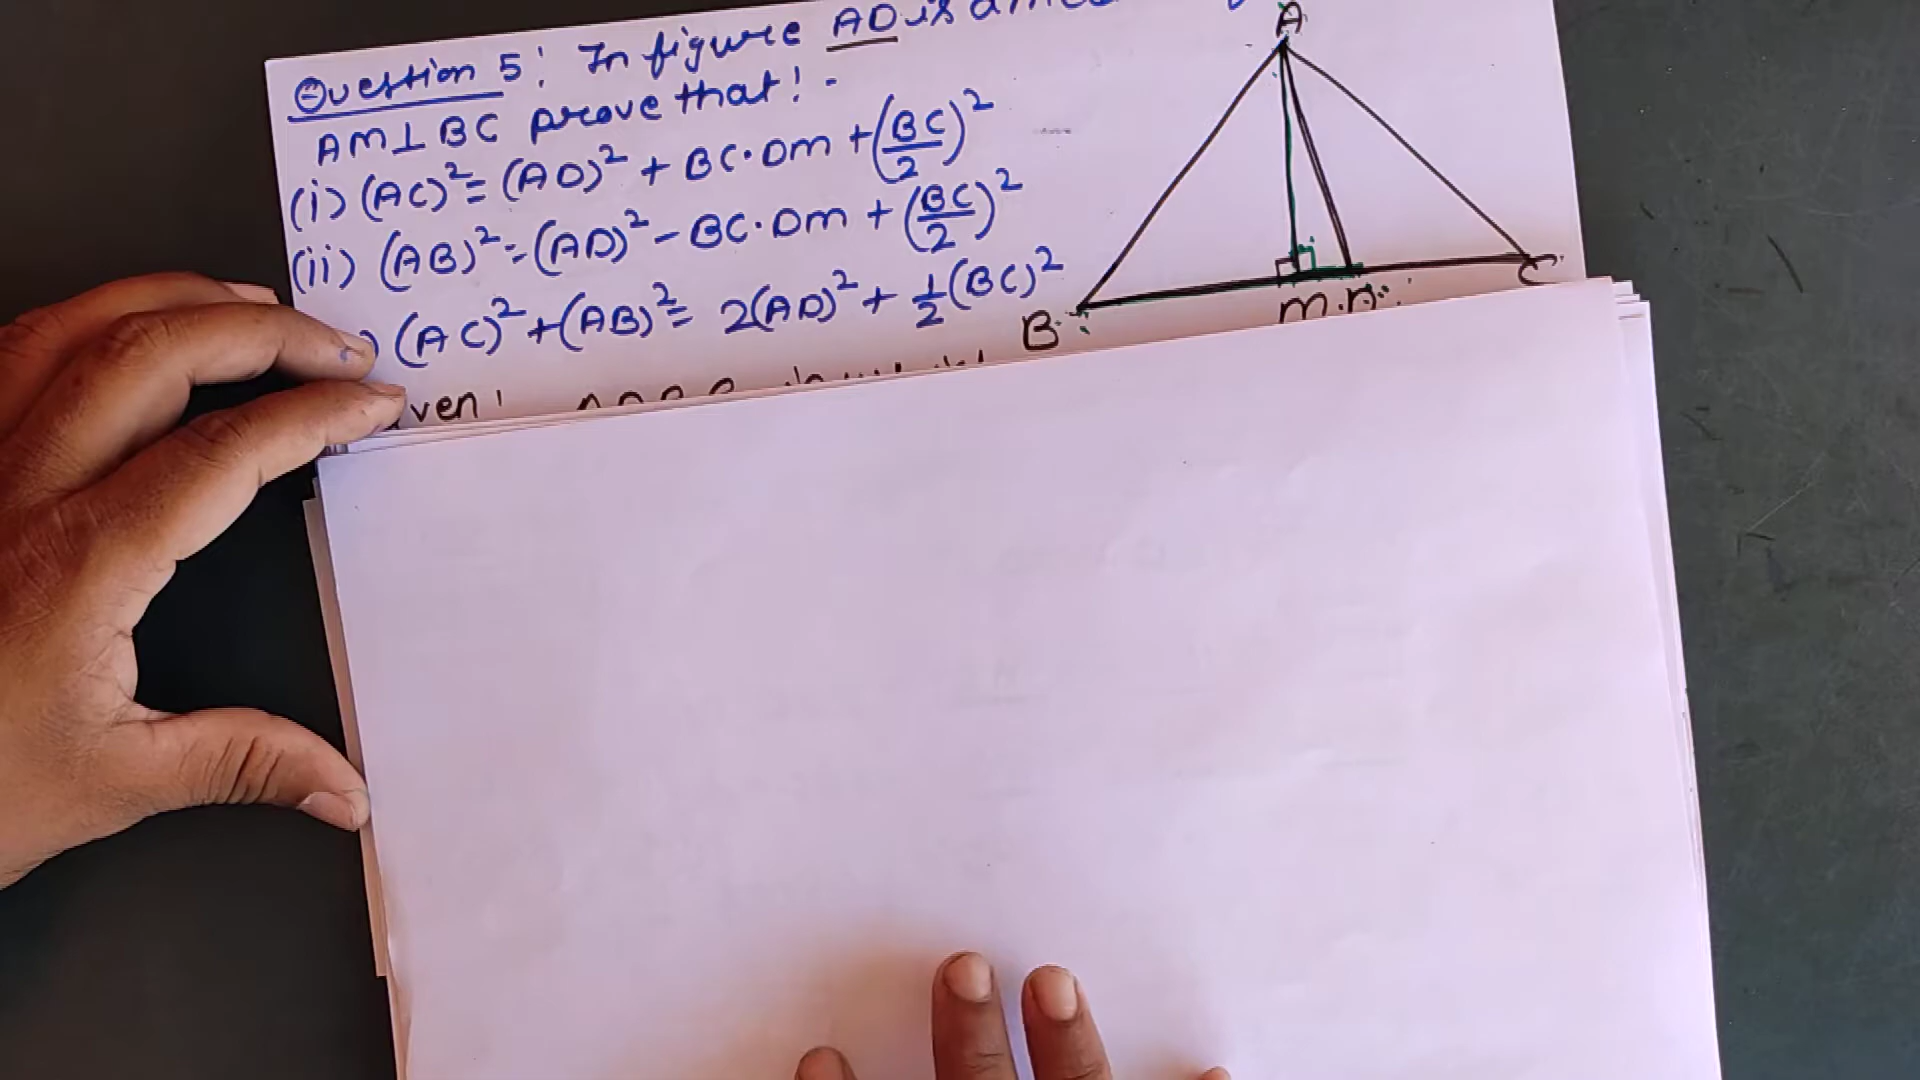 Question 5: In figure AD is a
AM⊥BC prove that:-
(i) (AC)² = (AD)² + BC·DM + (BC/2)²
(ii) (AB)² = (AD)² - BC·DM + (BC/2)²
) (AC)² + (AB)² = 2(AD)² + 1/2(BC)²
ven:
A
B
M
D
C